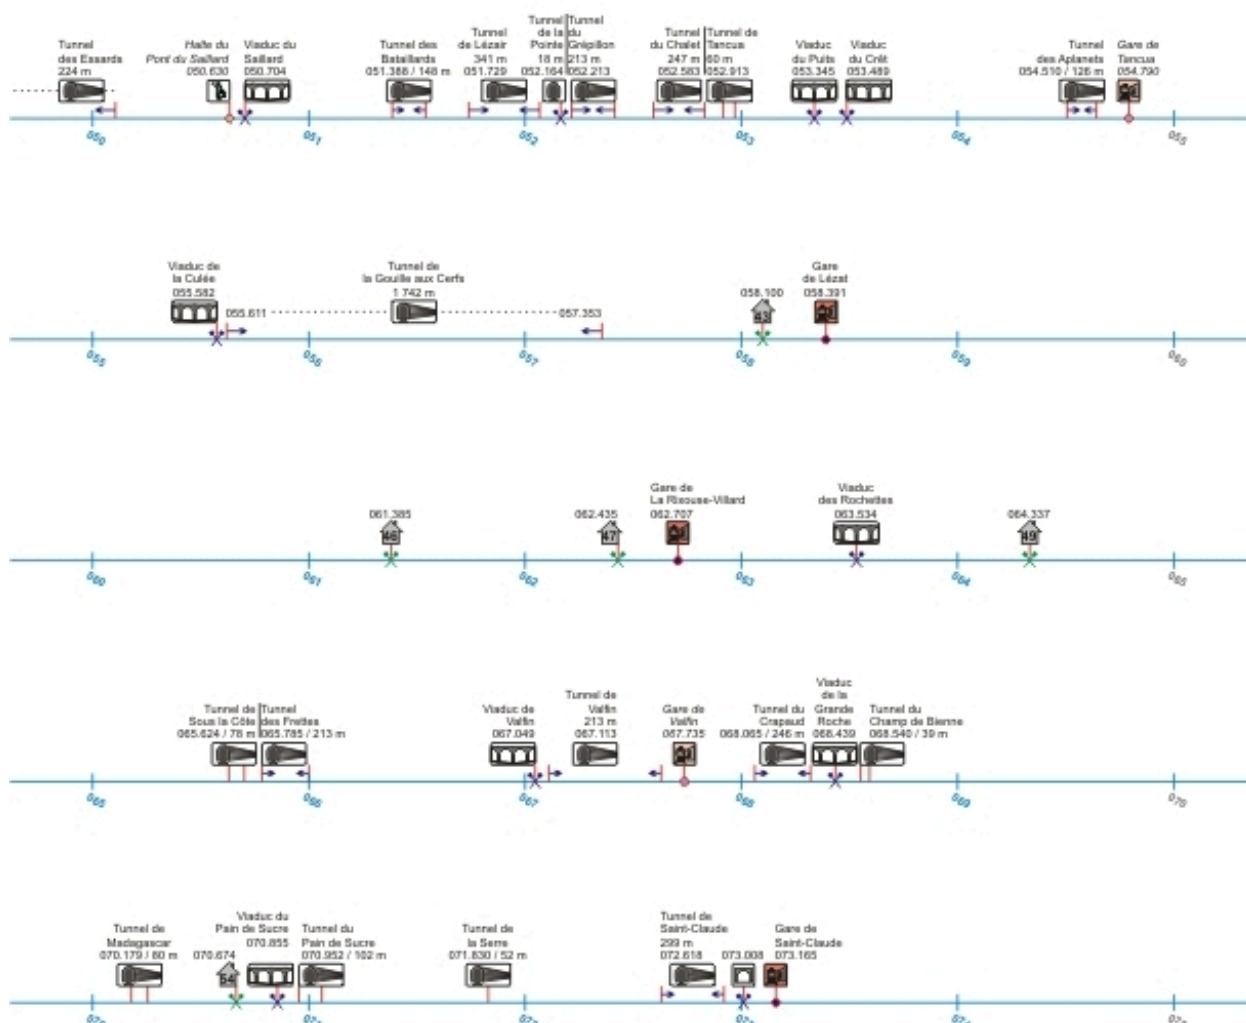 Tunnel
des Essards
224 m
Halte du
Pont du Saillard
050.630
Viaduc du
Saillard
050.704
Tunnel des
Bataillards
051.388 / 148 m
Tunnel
de Lézair
341 m
051.729
Tunnel
de la
Pointe
18 m
052.164
Tunnel
du
Grépillon
213 m
052.213
Tunnel
du Chalet
247 m
052.583
Tunnel de
Tancua
60 m
052.913
Viaduc
du Puits
053.345
Viaduc
du Crêt
053.489
Tunnel
des Aplanets
054.510 / 126 m
Gare de
Tancua
054.790
050
051
052
053
054
055
Viaduc de
la Culée
055.582
055.611
Tunnel de
la Gouille aux Cerfs
1 742 m
057.353
058.100
43
Gare
de Lézat
058.391
055
056
057
058
059
060
061.385
46
062.435
47
Gare de
La Rixouse-Villard
062.707
Viaduc
des Rochettes
063.534
064.337
49
060
061
062
063
064
065
Tunnel de
Sous la Côte
065.624 / 78 m
Tunnel
des Frettes
065.785 / 213 m
Viaduc de
Valfin
067.049
Tunnel de
Valfin
213 m
067.113
Gare de
Valfin
067.735
Tunnel du
Crapaud
068.065 / 246 m
Viaduc
de la
Grande
Roche
068.439
Tunnel du
Champ de Bienne
068.540 / 39 m
065
066
067
068
069
070
Tunnel de
Madagascar
070.179 / 80 m
070.674
54
Viaduc du
Pain de Sucre
070.855
Tunnel du
Pain de Sucre
070.952 / 102 m
Tunnel de
la Serre
071.830 / 52 m
Tunnel de
Saint-Claude
299 m
072.618
073.008
Gare de
Saint-Claude
073.165